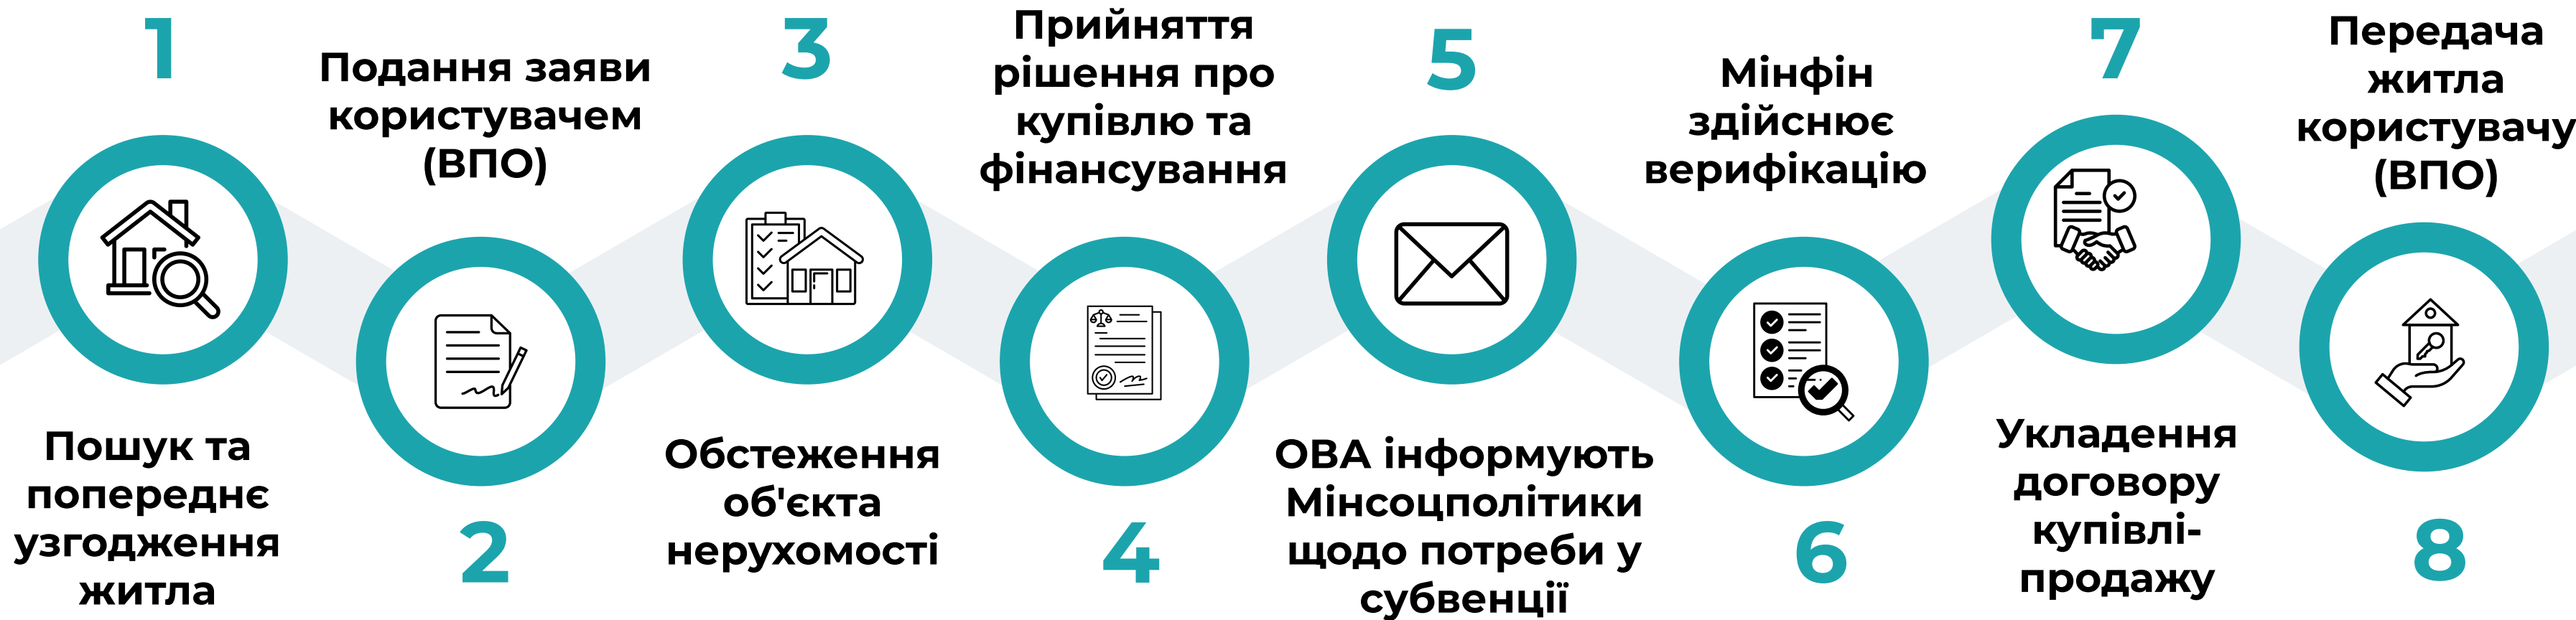 1
Пошук та
попереднє
узгодження
житла
Подання заяви
користувачем
(ВПО)
2
3
Обстеження
об'єкта
нерухомості
Прийняття
рішення про
купівлю та
фінансування
4
5
ОВА інформують
Мінсоцполітики
щодо потреби у
субвенції
Мінфін
здійснює
верифікацію
6
7
Укладення
договору
купівлі-
продажу
Передача
житла
користувачу
(ВПО)
8